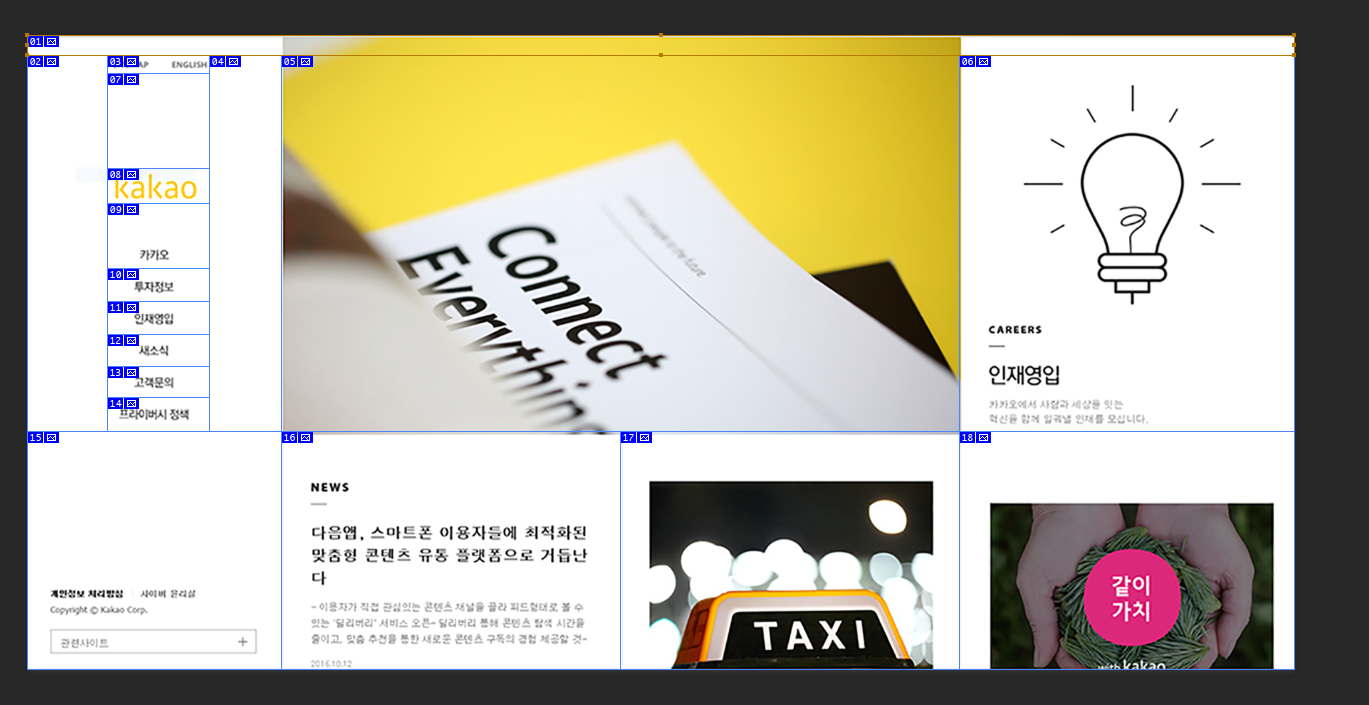 01
02
03
AP
ENGLISH
04
05
06
07
08
kakao
09
카카오
10
투자정보
11
인재영입
12
새소식
13
고객문의
14
프라이버시 정책
Connect
Everything
connect people to the future.
CAREERS
인재영입
카카오에서 사람과 세상을 잇는
혁신을 함께 일궈낼 인재를 모십니다.
15
개인정보 처리방침
사이버 윤리실
Copyright © Kakao Corp.
관련사이트 +
16
NEWS
다음앱, 스마트폰 이용자들에 최적화된
맞춤형 콘텐츠 유통 플랫폼으로 거듭난
다
- 이용자가 직접 관심있는 콘텐츠 채널을 골라 피드형태로 볼 수
있는 '딜리버리' 서비스 오픈- 딜리버리 통해 콘텐츠 탐색 시간을
줄이고, 맞춤 추천을 통한 새로운 콘텐츠 구독의 경험 제공할 것-
2016.10.12
17
TAXI
18
같이
가치
with kakao